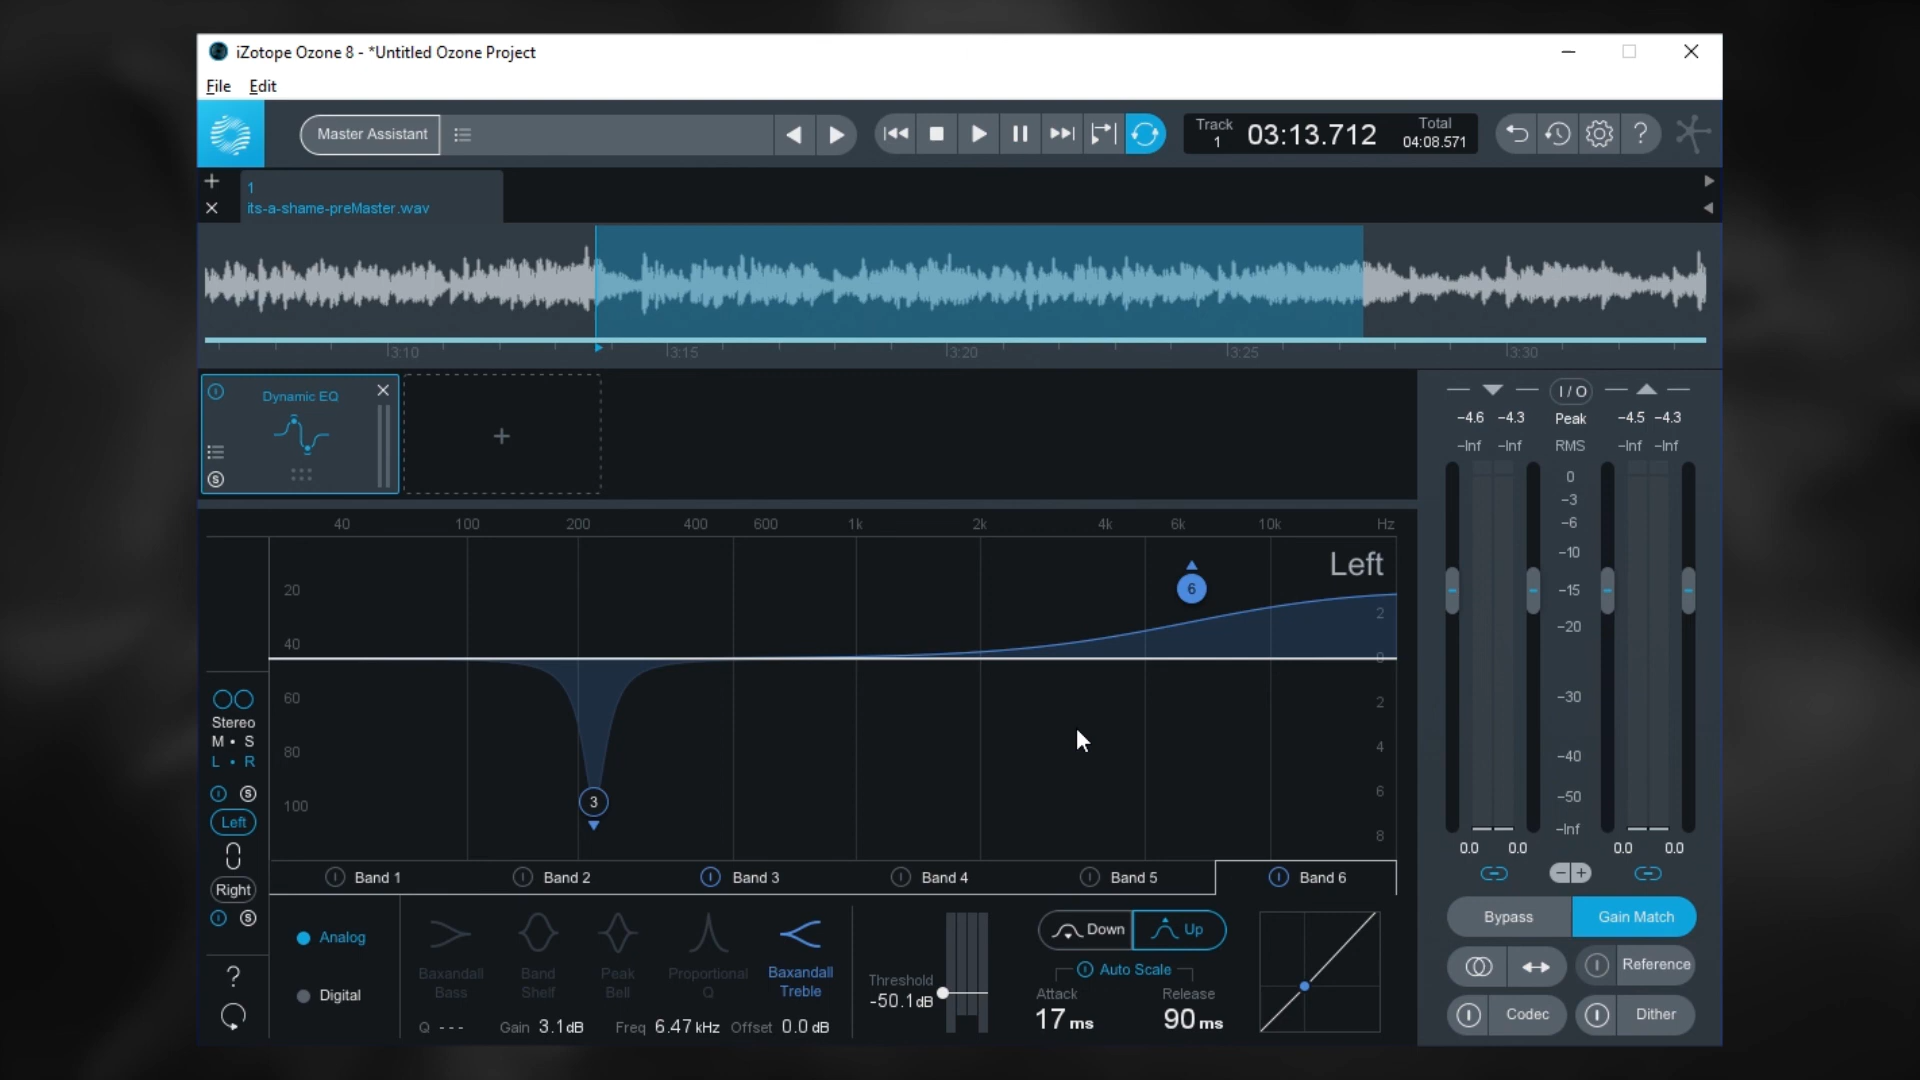 iZotope Ozone 8 - *Untitled Ozone Project
File Edit
Master Assistant
Track 1 03:13.712 Total 04:08.571
?
1
its-a-shame-preMaster.wav
3:10 3:15 3:20 3:25 3:30
Dynamic EQ
S
+
I / O
-4.6 -4.3 Peak -4.5 -4.3
-Inf -Inf RMS -Inf -Inf
0
-3
-6
-10
-15
-20
-30
-40
-50
-Inf
0.0 0.0 0.0 0.0
- +
Bypass Gain Match
Reference
Codec Dither
40 100 200 400 600 1k 2k 4k 6k 10k Hz
Left
20
40
60
80
100
6
3
2
0
2
4
6
8
Stereo
M • S
L • R
S
Left
Right
S
?
Band 1 Band 2 Band 3 Band 4 Band 5 Band 6
Analog
Digital
Baxandall Bass
Band Shelf
Peak Bell
Proportional Q
Baxandall Treble
Q --- Gain 3.1dB Freq 6.47 kHz Offset 0.0 dB
Threshold
-50.1dB
Down Up
Auto Scale
Attack Release
17 ms 90 ms